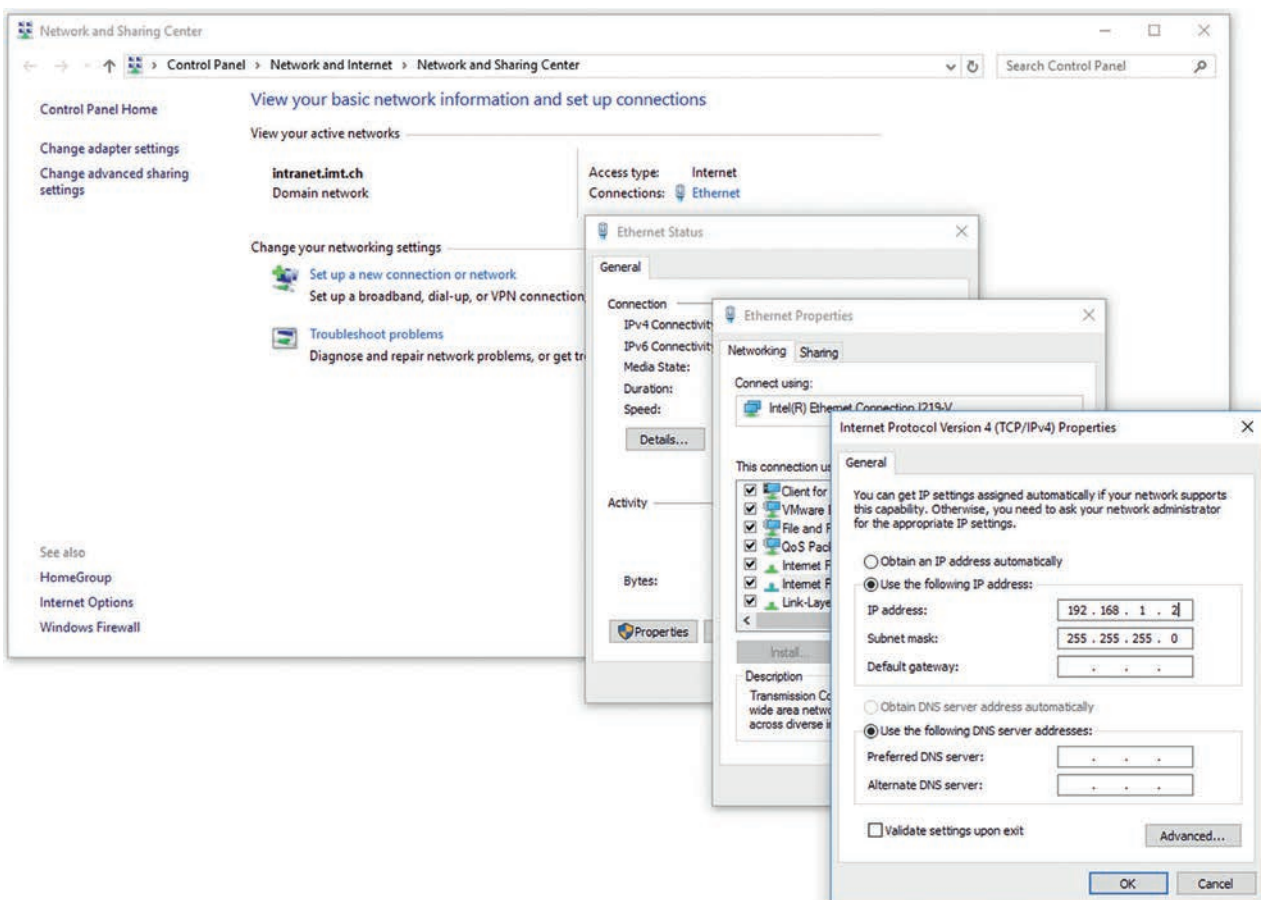 Network and Sharing Center
Control Panel > Network and Internet > Network and Sharing Center
Search Control Panel
Control Panel Home
Change adapter settings
Change advanced sharing
settings
See also
HomeGroup
Internet Options
Windows Firewall
View your basic network information and set up connections
View your active networks
intranet.imt.ch
Domain network
Access type: Internet
Connections: Ethernet
Change your networking settings
Set up a new connection or network
Set up a broadband, dial-up, or VPN connection
Troubleshoot problems
Diagnose and repair network problems, or get
Ethernet Status
General
Connection
IPv4
IPv6
Media State:
Duration:
Speed:
Details...
Activity
Bytes:
Properties
Ethernet Properties
Networking Sharing
Connect using:
Intel(R) Ethernet Connection I219-V
This connection
Client for
VMware
File and
QoS
Internet
Internet
Install...
Description
Transmission
wide area
across diverse
Internet Protocol Version 4 (TCP/IPv4) Properties
General
You can get IP settings assigned automatically if your network supports
this capability. Otherwise, you need to ask your network administrator
for the appropriate IP settings.
Obtain an IP address automatically
Use the following IP address:
IP address: 192 . 168 . 1 . 2
Subnet mask: 255 . 255 . 255 . 0
Default gateway: . . .
Obtain DNS server address automatically
Use the following DNS server addresses:
Preferred DNS server: . . .
Alternate DNS server: . . .
Validate settings upon exit
Advanced...
OK Cancel